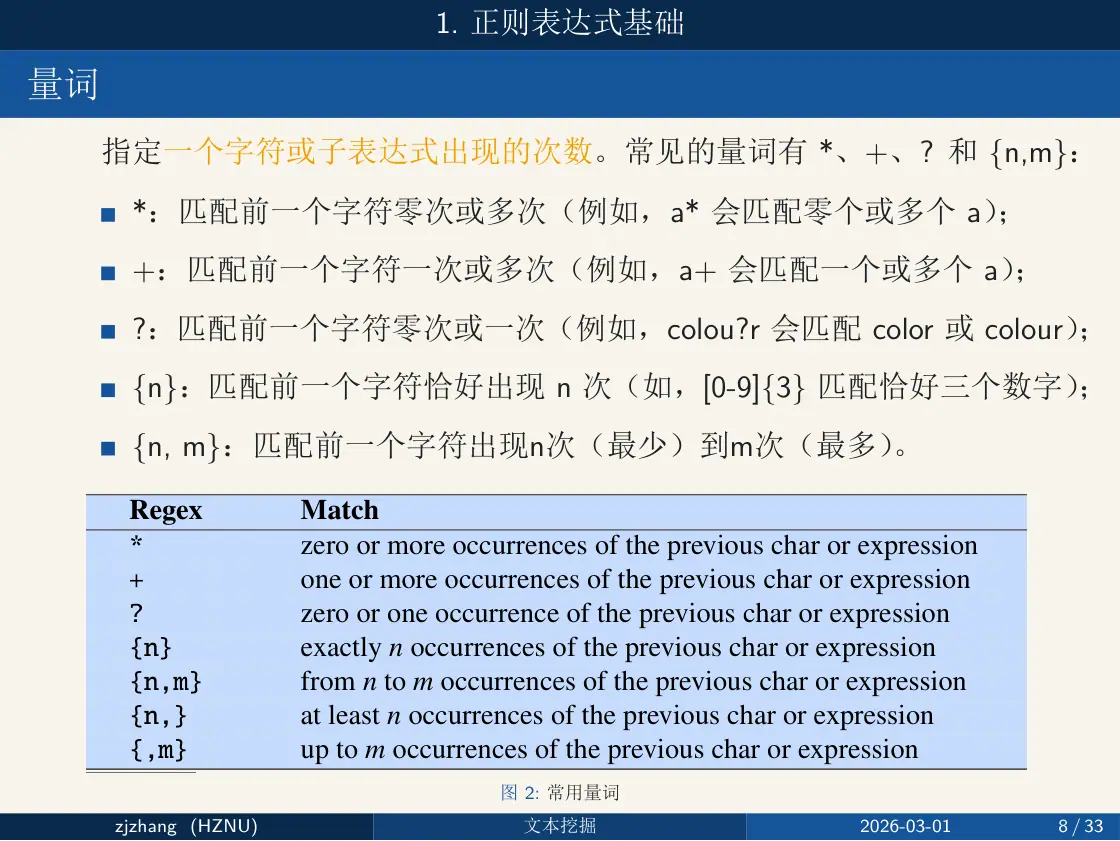 1. 正则表达式基础
量词
指定一个字符或子表达式出现的次数。常见的量词有 *、+、? 和 {n,m}：
*：匹配前一个字符零次或多次（例如，a* 会匹配零个或多个 a）；
+：匹配前一个字符一次或多次（例如，a+ 会匹配一个或多个 a）；
?：匹配前一个字符零次或一次（例如，colou?r 会匹配 color 或 colour）；
{n}：匹配前一个字符恰好出现 n 次（如，[0-9]{3} 匹配恰好三个数字）；
{n, m}：匹配前一个字符出现n次（最少）到m次（最多）。
Regex Match
* zero or more occurrences of the previous char or expression
+ one or more occurrences of the previous char or expression
? zero or one occurrence of the previous char or expression
{n} exactly n occurrences of the previous char or expression
{n,m} from n to m occurrences of the previous char or expression
{n,} at least n occurrences of the previous char or expression
{,m} up to m occurrences of the previous char or expression
图 2: 常用量词
zjzhang (HZNU) 文本挖掘 2026-03-01 8 / 33